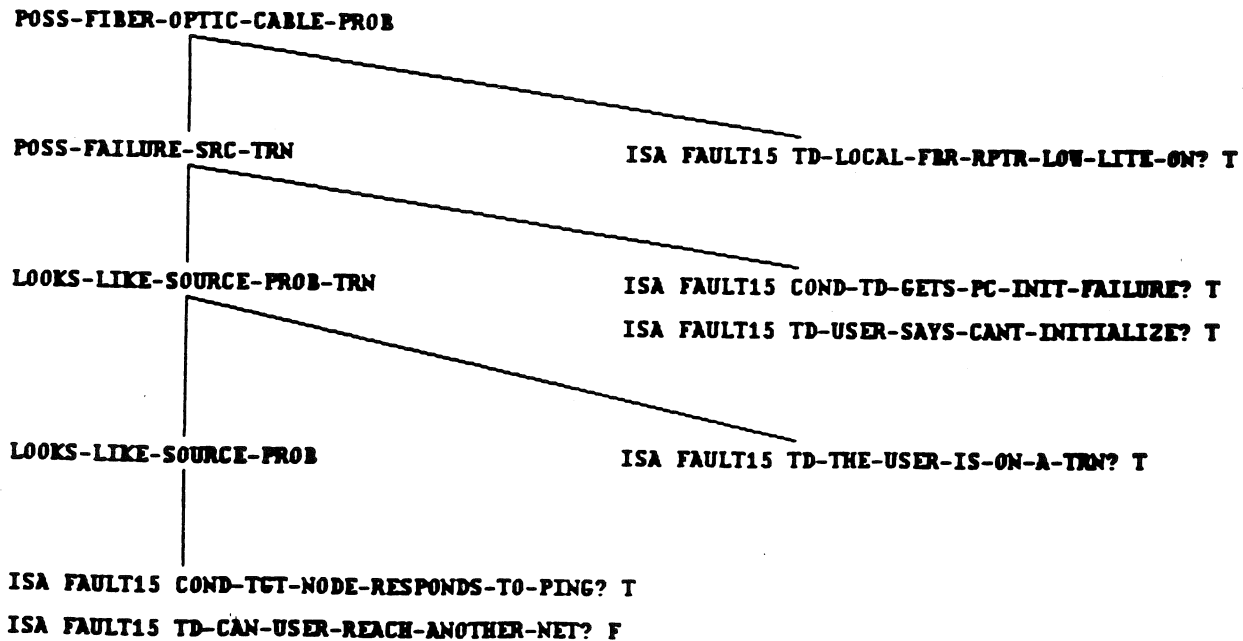 POSS-FIBER-OPTIC-CABLE-PROB
POSS-FAILURE-SRC-TRN
ISA FAULT15 TD-LOCAL-FBR-RPTR-LOW-LITE-ON? T
LOOKS-LIKE-SOURCE-PROB-TRN
ISA FAULT15 COND-TD-GETS-PC-INIT-FAILURE? T
ISA FAULT15 TD-USER-SAYS-CANT-INITIALIZE? T
LOOKS-LIKE-SOURCE-PROB
ISA FAULT15 TD-THE-USER-IS-ON-A-TRN? T
ISA FAULT15 COND-TGT-NODE-RESPONDS-TO-PING? T
ISA FAULT15 TD-CAN-USER-REACH-ANOTHER-NET? F